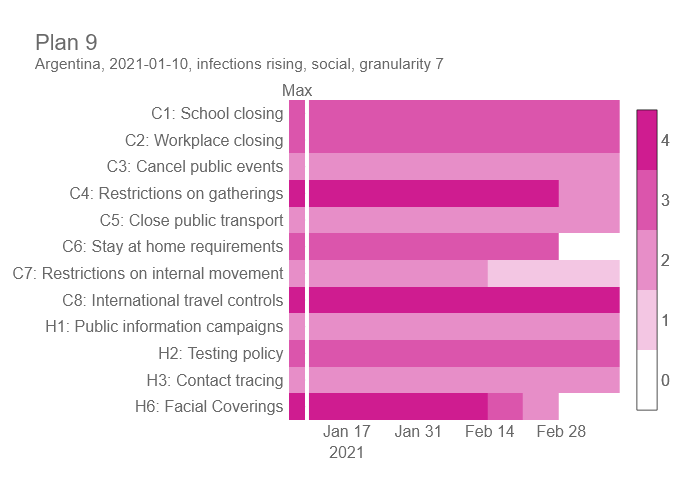 Plan 9
Argentina, 2021-01-10, infections rising, social, granularity 7
Max
C1: School closing
C2: Workplace closing
C3: Cancel public events
C4: Restrictions on gatherings
C5: Close public transport
C6: Stay at home requirements
C7: Restrictions on internal movement
C8: International travel controls
H1: Public information campaigns
H2: Testing policy
H3: Contact tracing
H6: Facial Coverings
Jan 17 Jan 31 Feb 14 Feb 28
2021
4
3
2
1
0